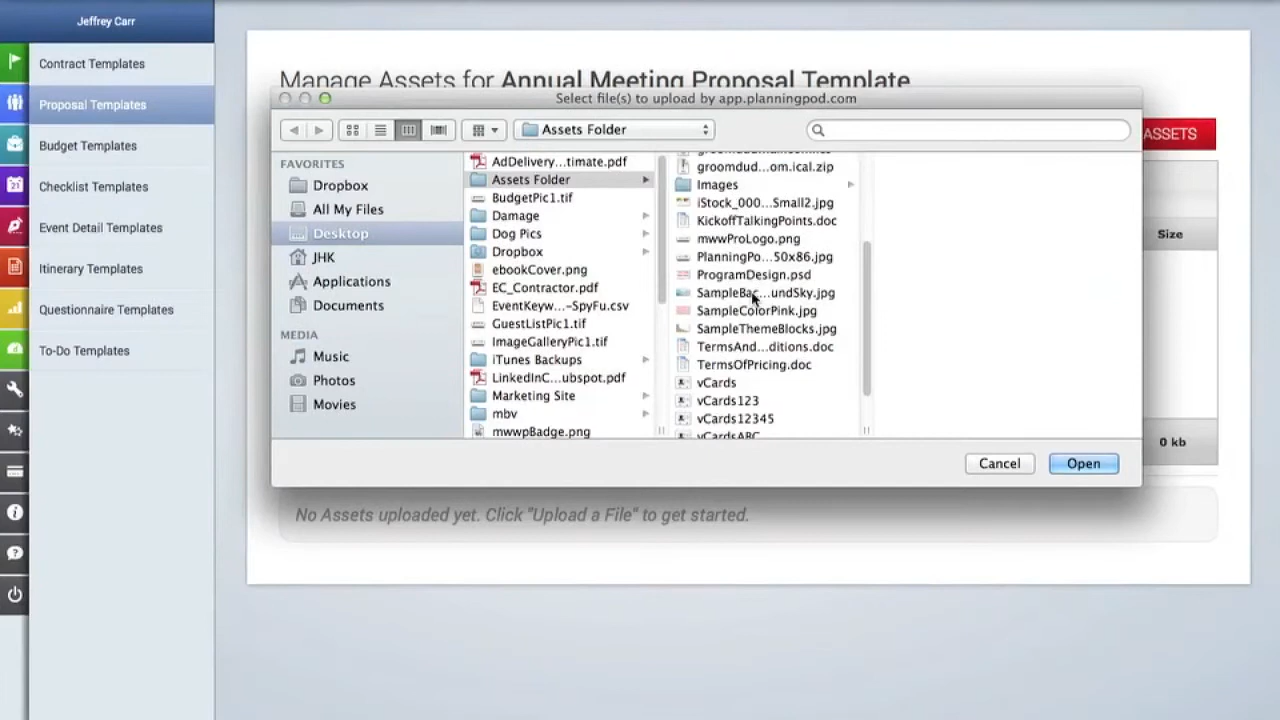 Jeffrey Carr
Contract Templates
Proposal Templates
Budget Templates
Checklist Templates
Event Detail Templates
Itinerary Templates
Questionnaire Templates
To-Do Templates
21
Manage Assets for Annual Meeting Proposal Template
Select file(s) to upload by app.planningpod.com
Assets Folder
FAVORITES
Dropbox
All My Files
Desktop
JHK
Applications
Documents
MEDIA
Music
Photos
Movies
AdDelivery...timate.pdf
Assets Folder
BudgetPic1.tif
Damage
Dog Pics
Dropbox
ebookCover.png
EC_Contractor.pdf
EventKeyw...-SpyFu.csv
GuestListPic1.tif
ImageGalleryPic1.tif
iTunes Backups
LinkedInC...ubspot.pdf
Marketing Site
mbv
mwwpBadge.png
groomdud...om.ical.zip
Images
iStock_000...Small2.jpg
KickoffTalkingPoints.doc
mwwProLogo.png
PlanningPo...50x86.jpg
ProgramDesign.psd
SampleBac...undSky.jpg
SampleColorPink.jpg
SampleThemeBlocks.jpg
TermsAnd...ditions.doc
TermsOfPricing.doc
vCards
vCards123
vCards12345
vCardsABC
Cancel
Open
ASSETS
Size
0 kb
No Assets uploaded yet. Click "Upload a File" to get started.